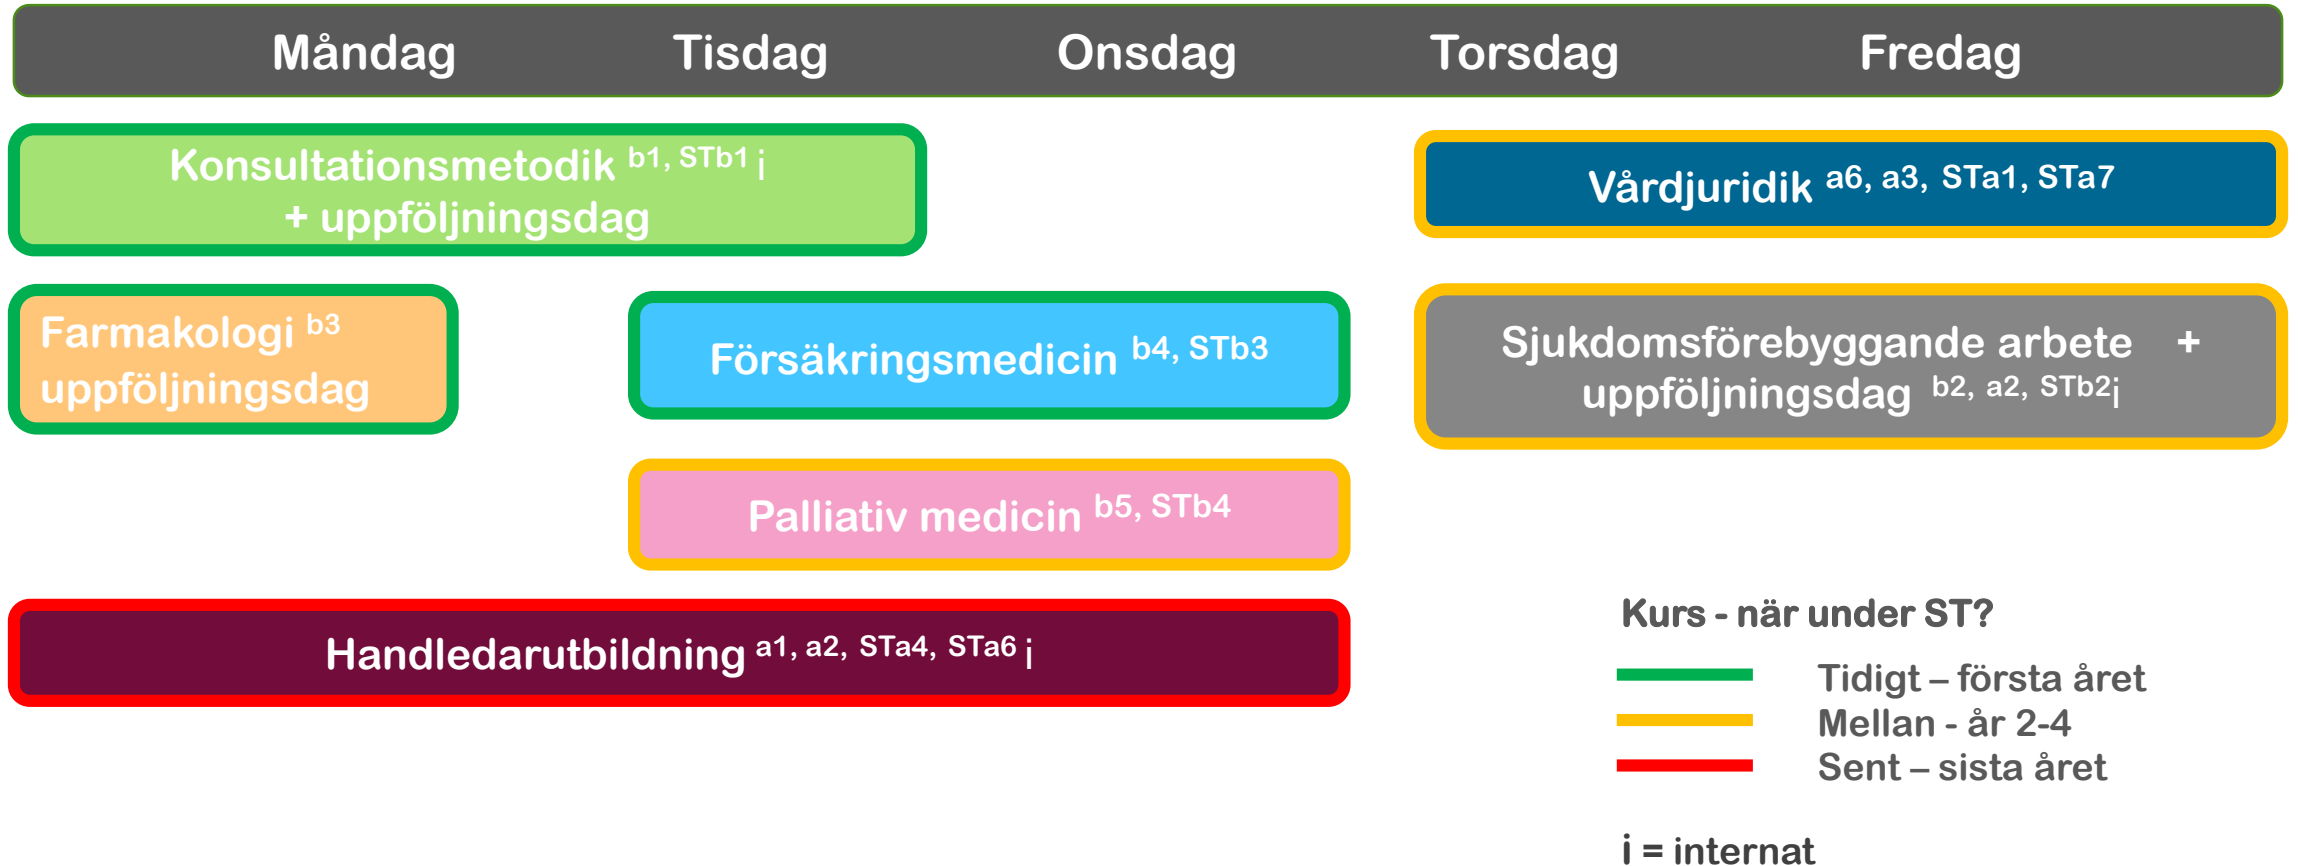 Måndag Tisdag Onsdag Torsdag Fredag
Konsultationsmetodik b1, STb1 i
+ uppföljningsdag
Vårdjuridik a6, a3, STa1, STa7
Farmakologi b3
uppföljningsdag
Försäkringsmedicin b4, STb3
Sjukdomsförebyggande arbete +
uppföljningsdag b2, a2, STb2i
Palliativ medicin b5, STb4
Handledarutbildning a1, a2, STa4, STa6 i
Kurs - när under ST?
Tidigt – första året
Mellan - år 2-4
Sent – sista året
i = internat